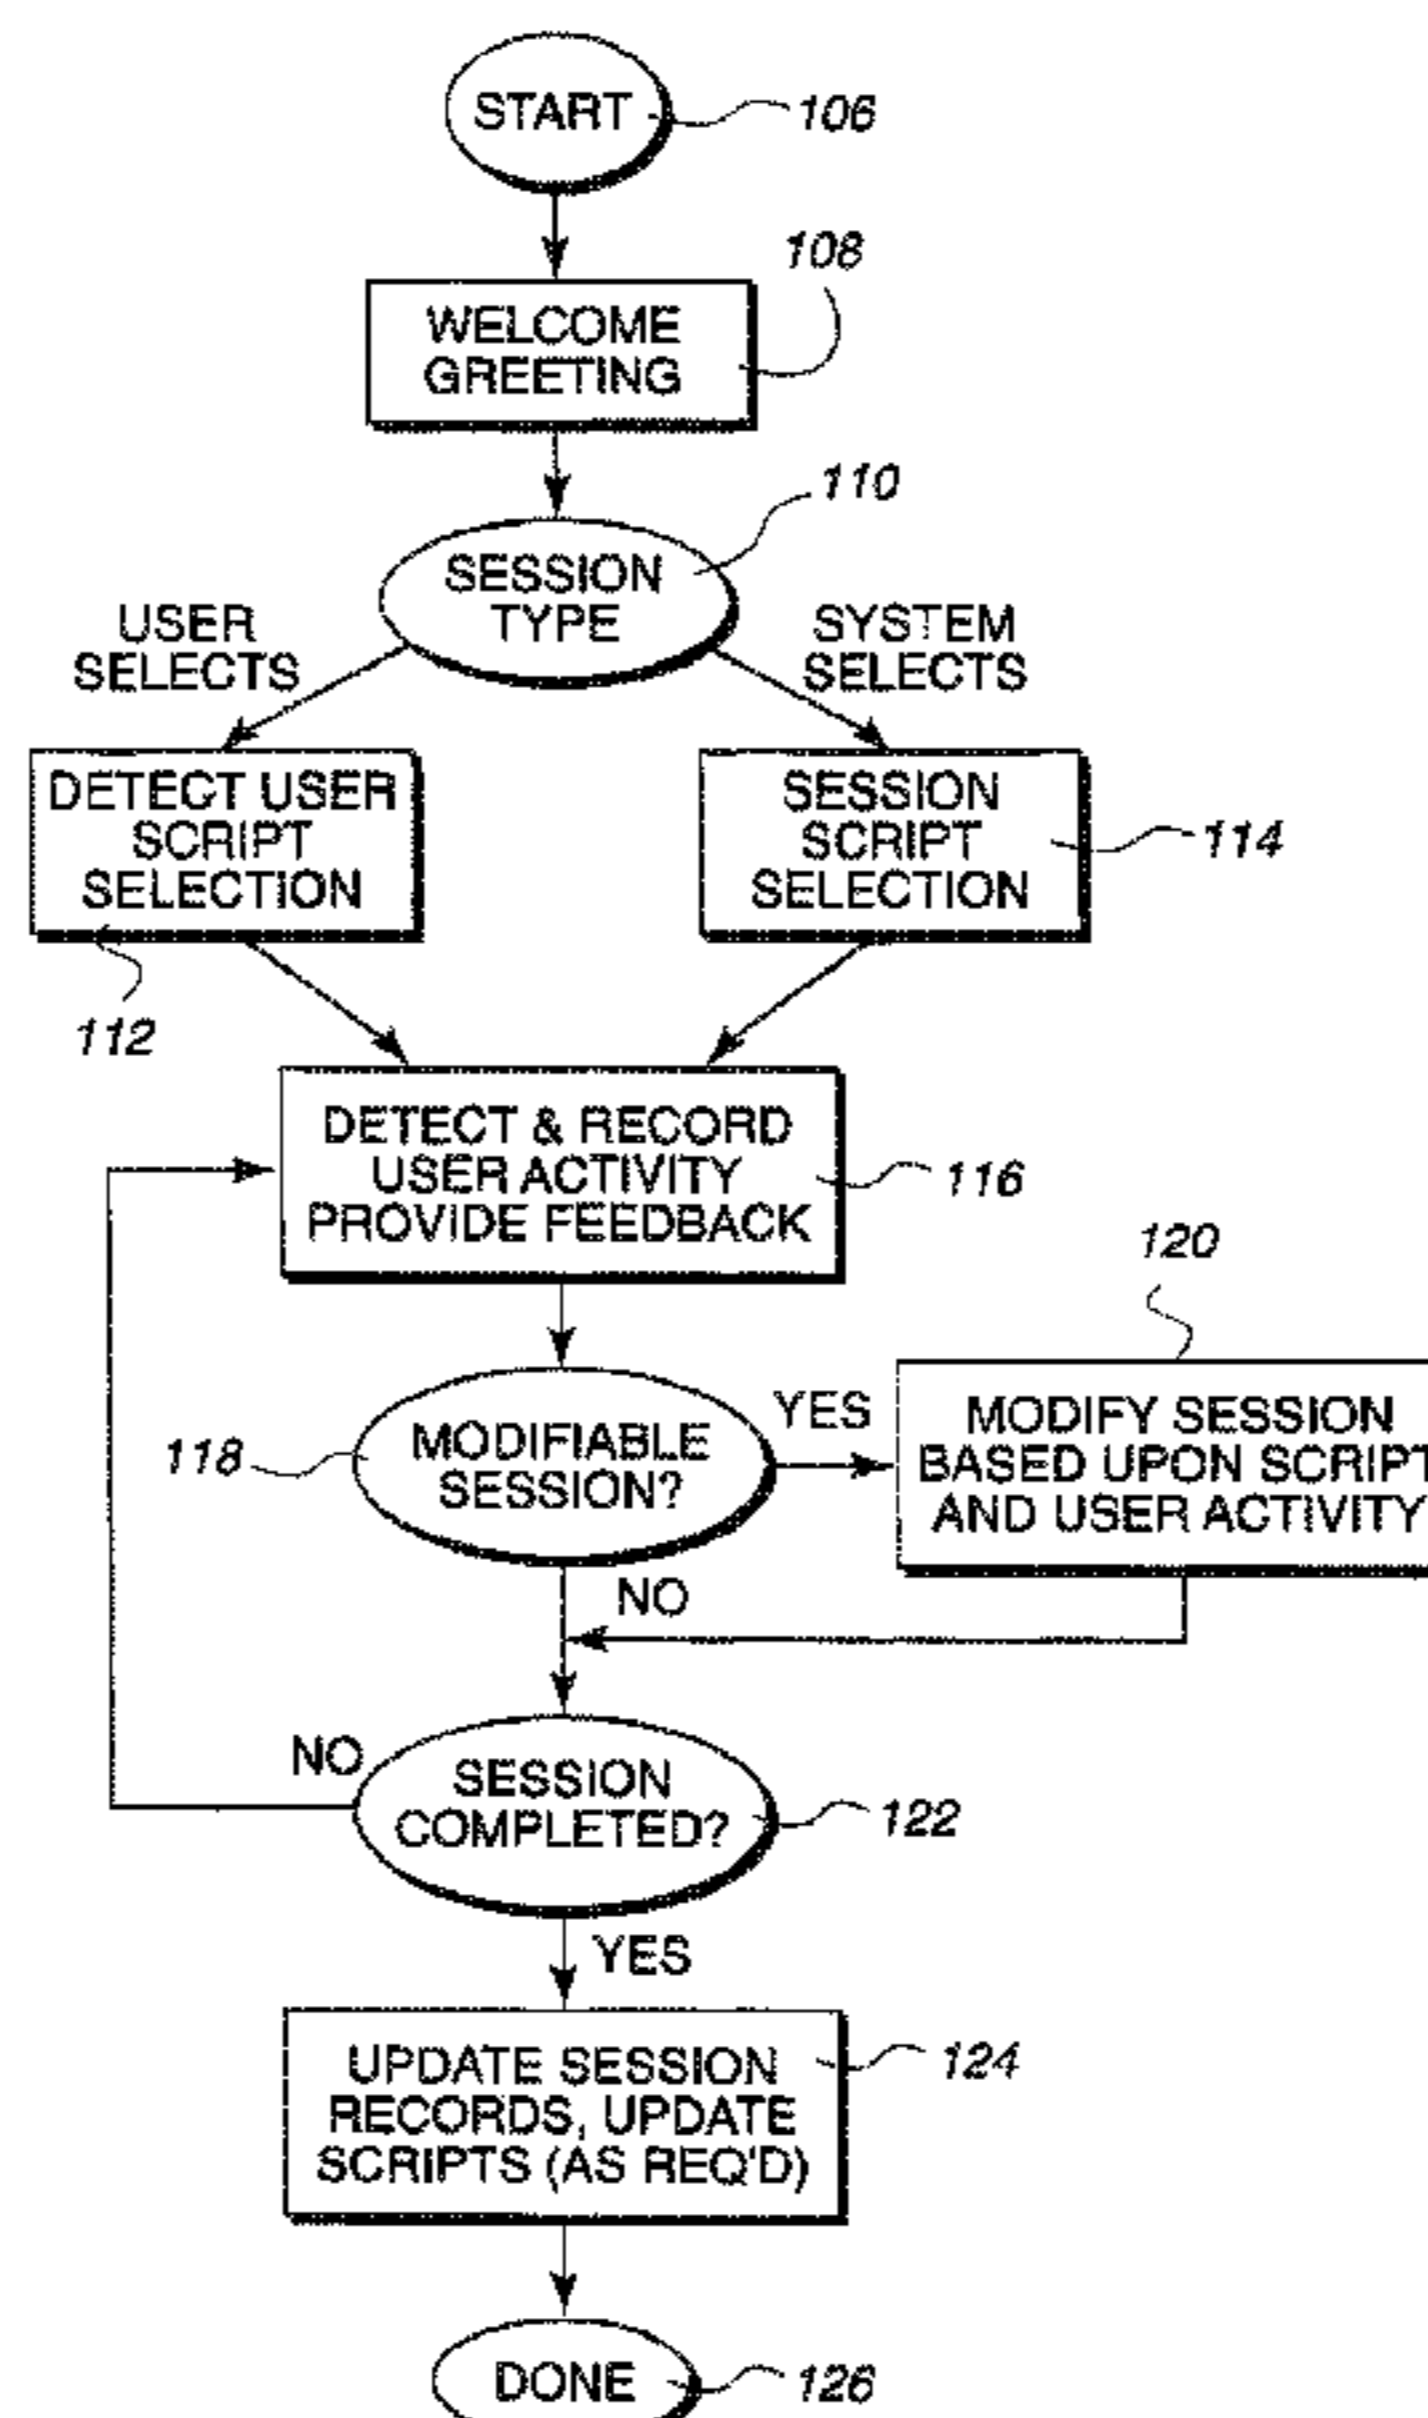 START
106
108
WELCOME
GREETING
110
SESSION
TYPE
USER
SELECTS
SYSTEM
SELECTS
DETECT USER
SCRIPT
SELECTION
SESSION
SCRIPT
SELECTION
114
112
DETECT & RECORD
USER ACTIVITY
PROVIDE FEEDBACK
116
120
118
MODIFIABLE
SESSION?
YES
MODIFY SESSION
BASED UPON SCRIPT
AND USER ACTIVITY
NO
NO
SESSION
COMPLETED?
122
YES
UPDATE SESSION
RECORDS, UPDATE
SCRIPTS (AS REQ'D)
124
DONE
126